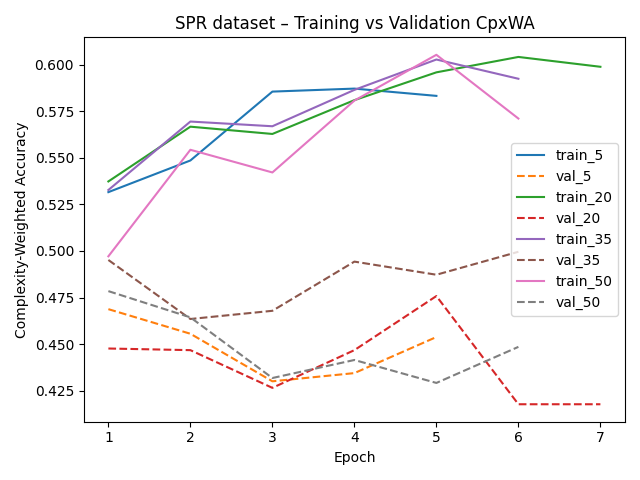 SPR dataset – Training vs Validation CpxWA
Complexity-Weighted Accuracy
0.600
0.575
0.550
0.525
0.500
0.475
0.450
0.425
train_5
val_5
train_20
val_20
train_35
val_35
train_50
val_50
1 2 3 4 5 6 7
Epoch